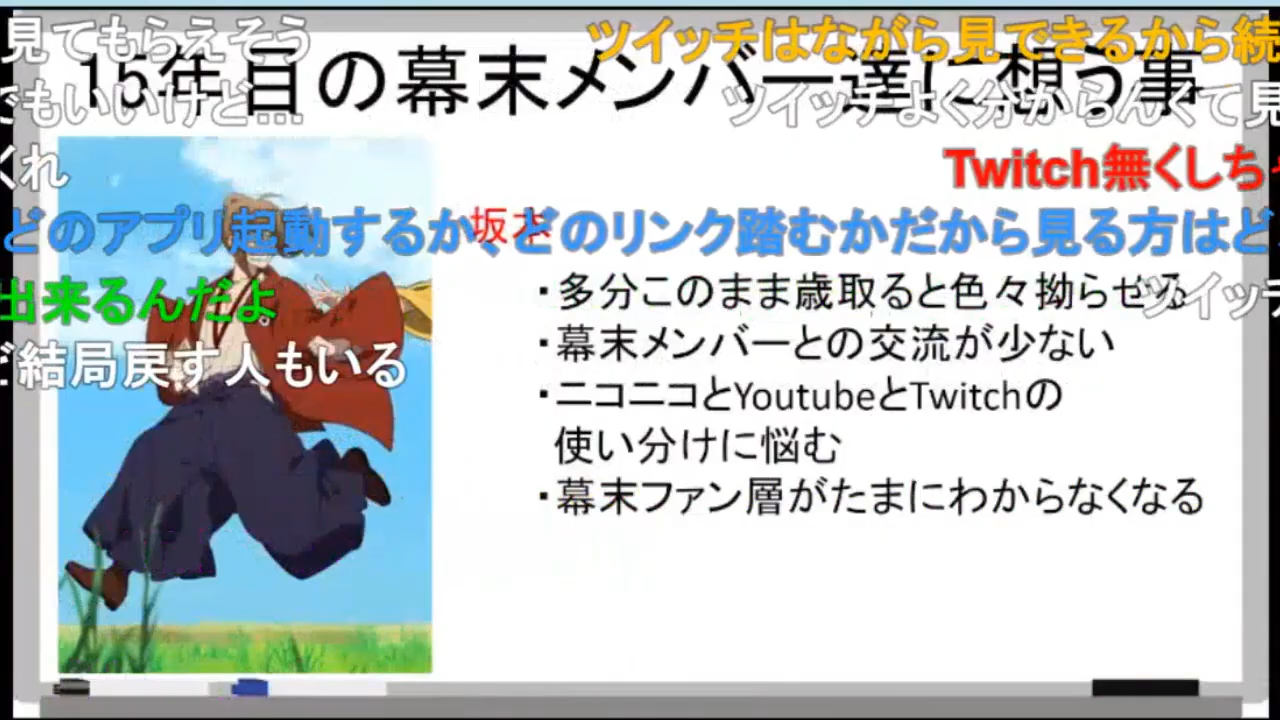 見てもらえそう
ツイッチはながら見できるから続
15年目の幕末メンバー達に想う事
でもいいけど…
ツイッチよく分からんくて見
くれ
Twitch無くしち
どのアプリ起動するか、どのリンク踏むかだから見る方はど
坂本
・多分このまま歳取ると色々拗らせる
出来るんだよ
ツイッチ
・幕末メンバーとの交流が少ない
結局戻す人もいる
・ニコニコとYoutubeとTwitchの
使い分けに悩む
・幕末ファン層がたまにわからなくなる